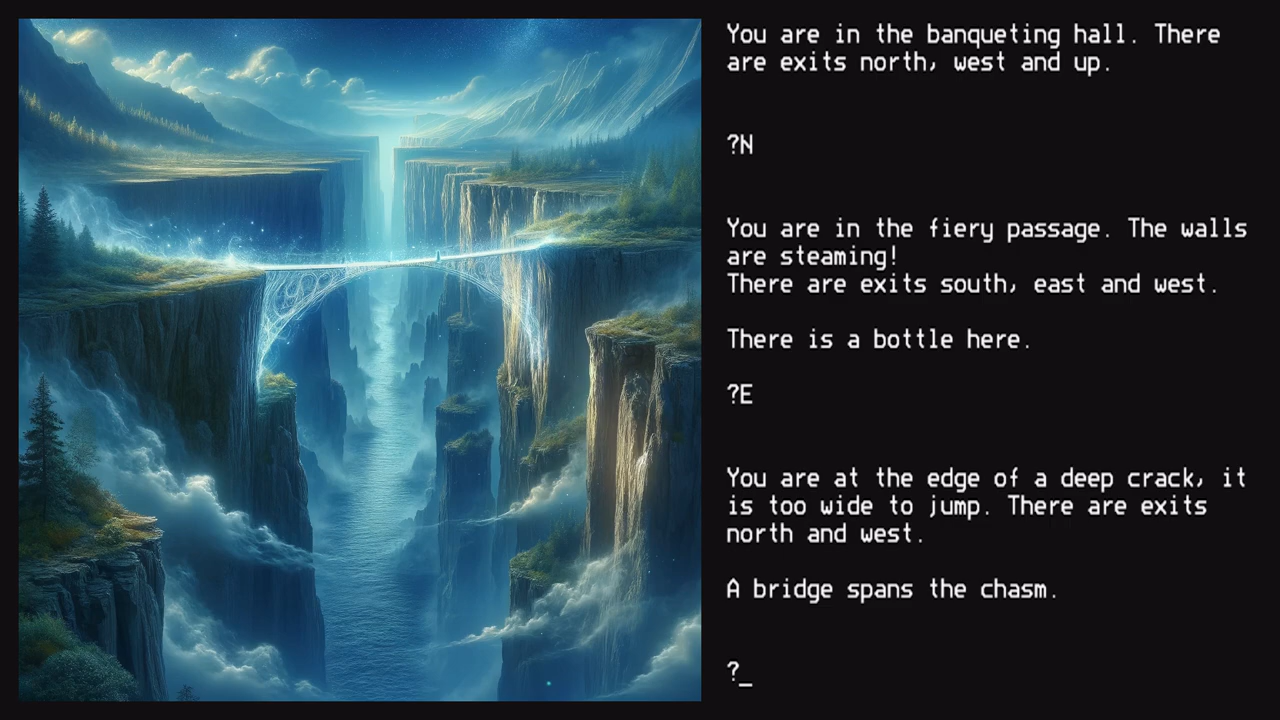 You are in the banqueting hall. There
are exits north, west and up.
?N
You are in the fiery passage. The walls
are steaming!
There are exits south, east and west.
There is a bottle here.
?E
You are at the edge of a deep crack, it
is too wide to jump. There are exits
north and west.
A bridge spans the chasm.
?_